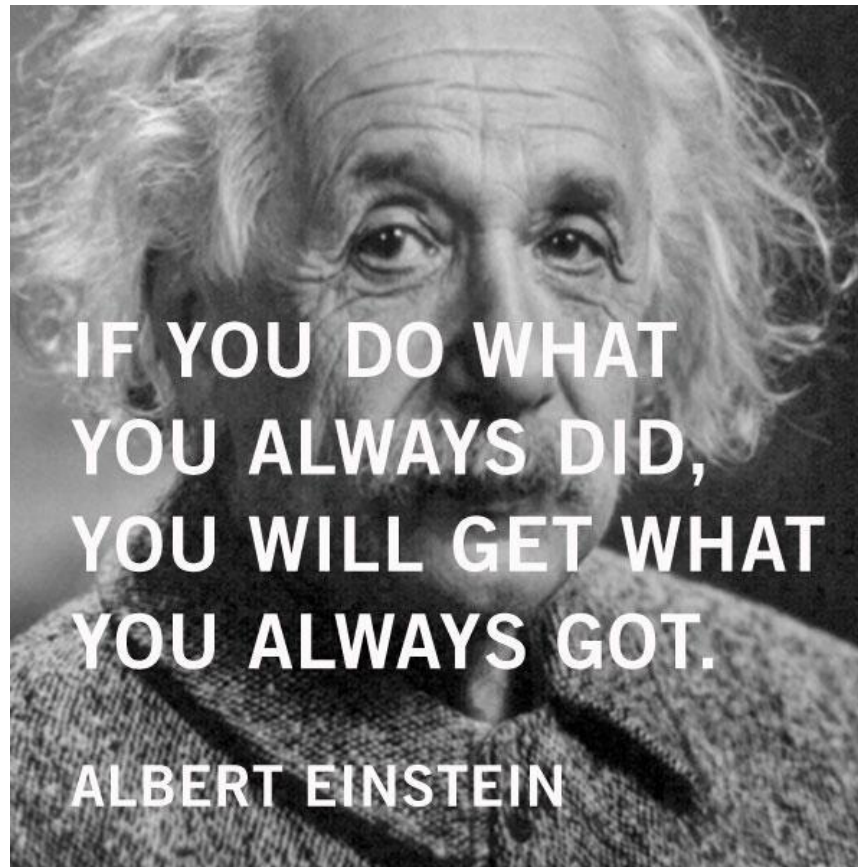 IF YOU DO WHAT
YOU ALWAYS DID,
YOU WILL GET WHAT
YOU ALWAYS GOT.
ALBERT EINSTEIN